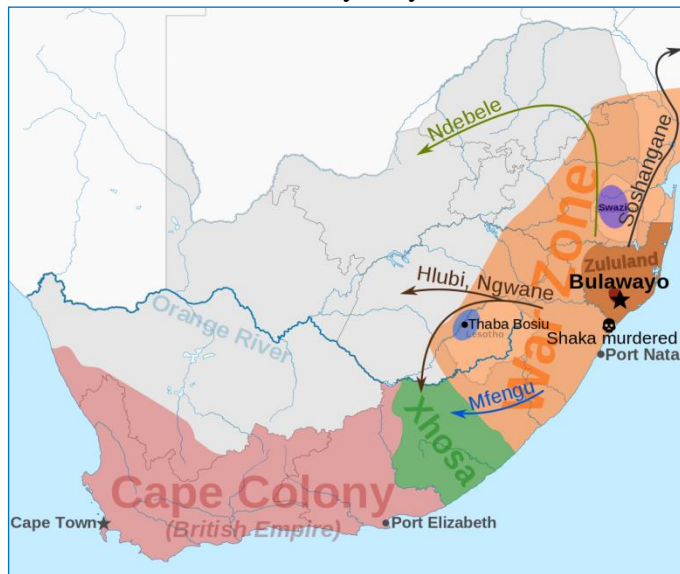 Ndebele
Soshangane
Swazi
War Zone
Zululand
Hlubi, Ngwane
Bulawayo
Orange River
Thaba Bosiu
Lesotho
Shaka murdered
Port Nata
Mfengu
Xhosa
Cape Colony
(British Empire)
Cape Town
Port Elizabeth